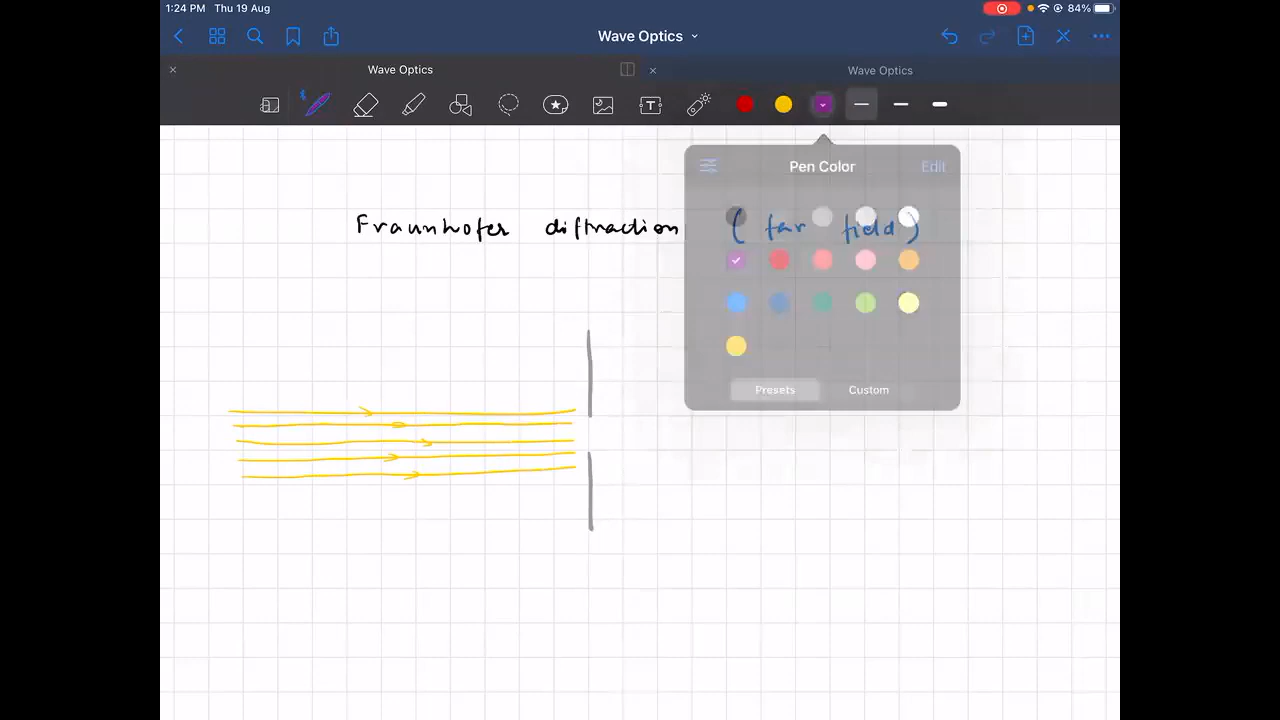 1:24 PM Thu 19 Aug 84%
Wave Optics
Wave Optics Wave Optics
Pen Color Edit
Fraunhofer diffraction (far field)
Presets Custom